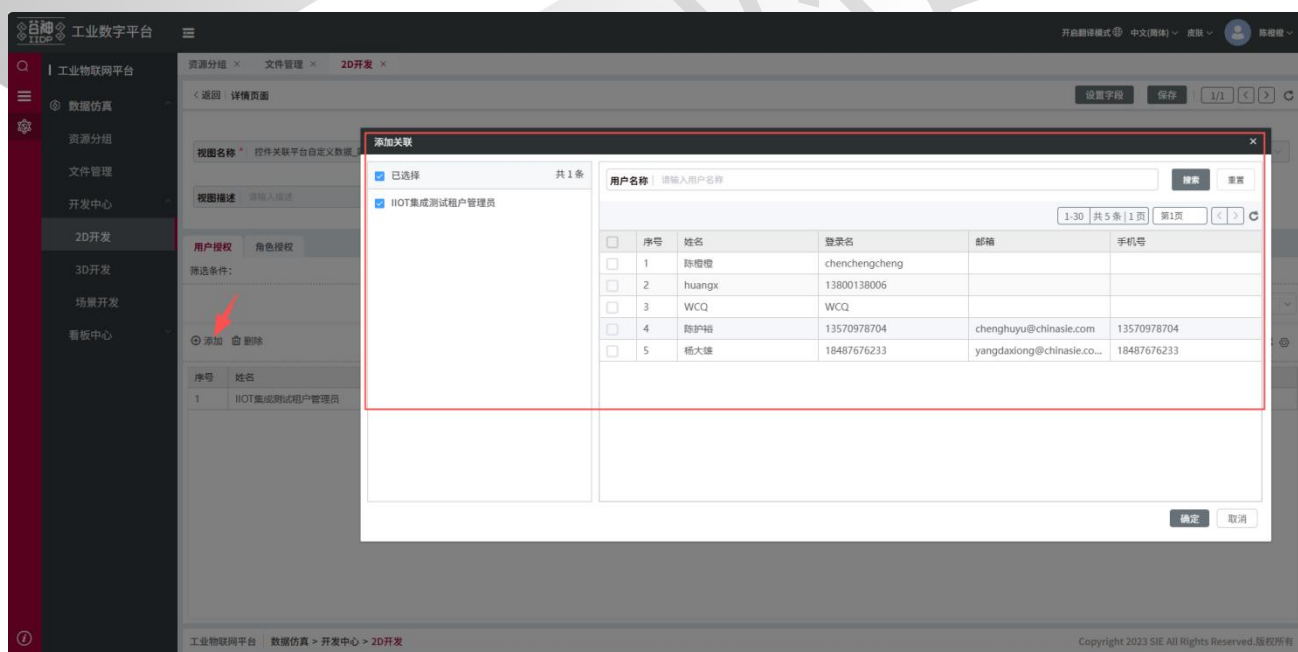 谷神 IIDP 工业数字平台 开启翻译模式 中文(简体) 皮肤 陈橙橙
工业物联网平台 资源分组 × 文件管理 × 2D开发 ×
数据仿真 返回 详情页面 设置字段 保存 1/1
资源分组 视图名称 * 控件关联平台自定义数据_
文件管理 视图描述 请输入描述
开发中心
2D开发 用户授权 角色授权
3D开发 筛选条件:
场景开发
看板中心 添加 删除
序号 姓名
1 IIOT集成测试租户管理员
添加关联 ×
已选择 共1条
IIOT集成测试租户管理员
用户名称 请输入用户名称 搜索 重置
1-30 共5条 1页 第1页
序号 姓名 登录名 邮箱 手机号
1 陈橙橙 chenchengcheng
2 huangx 13800138006
3 WCQ WCQ
4 陈护裕 13570978704 chenghuyu@chinasie.com 13570978704
5 杨大雄 18487676233 yangdaxiong@chinasie.co... 18487676233
确定 取消
工业物联网平台 数据仿真 > 开发中心 > 2D开发 Copyright 2023 SIE All Rights Reserved.版权所有